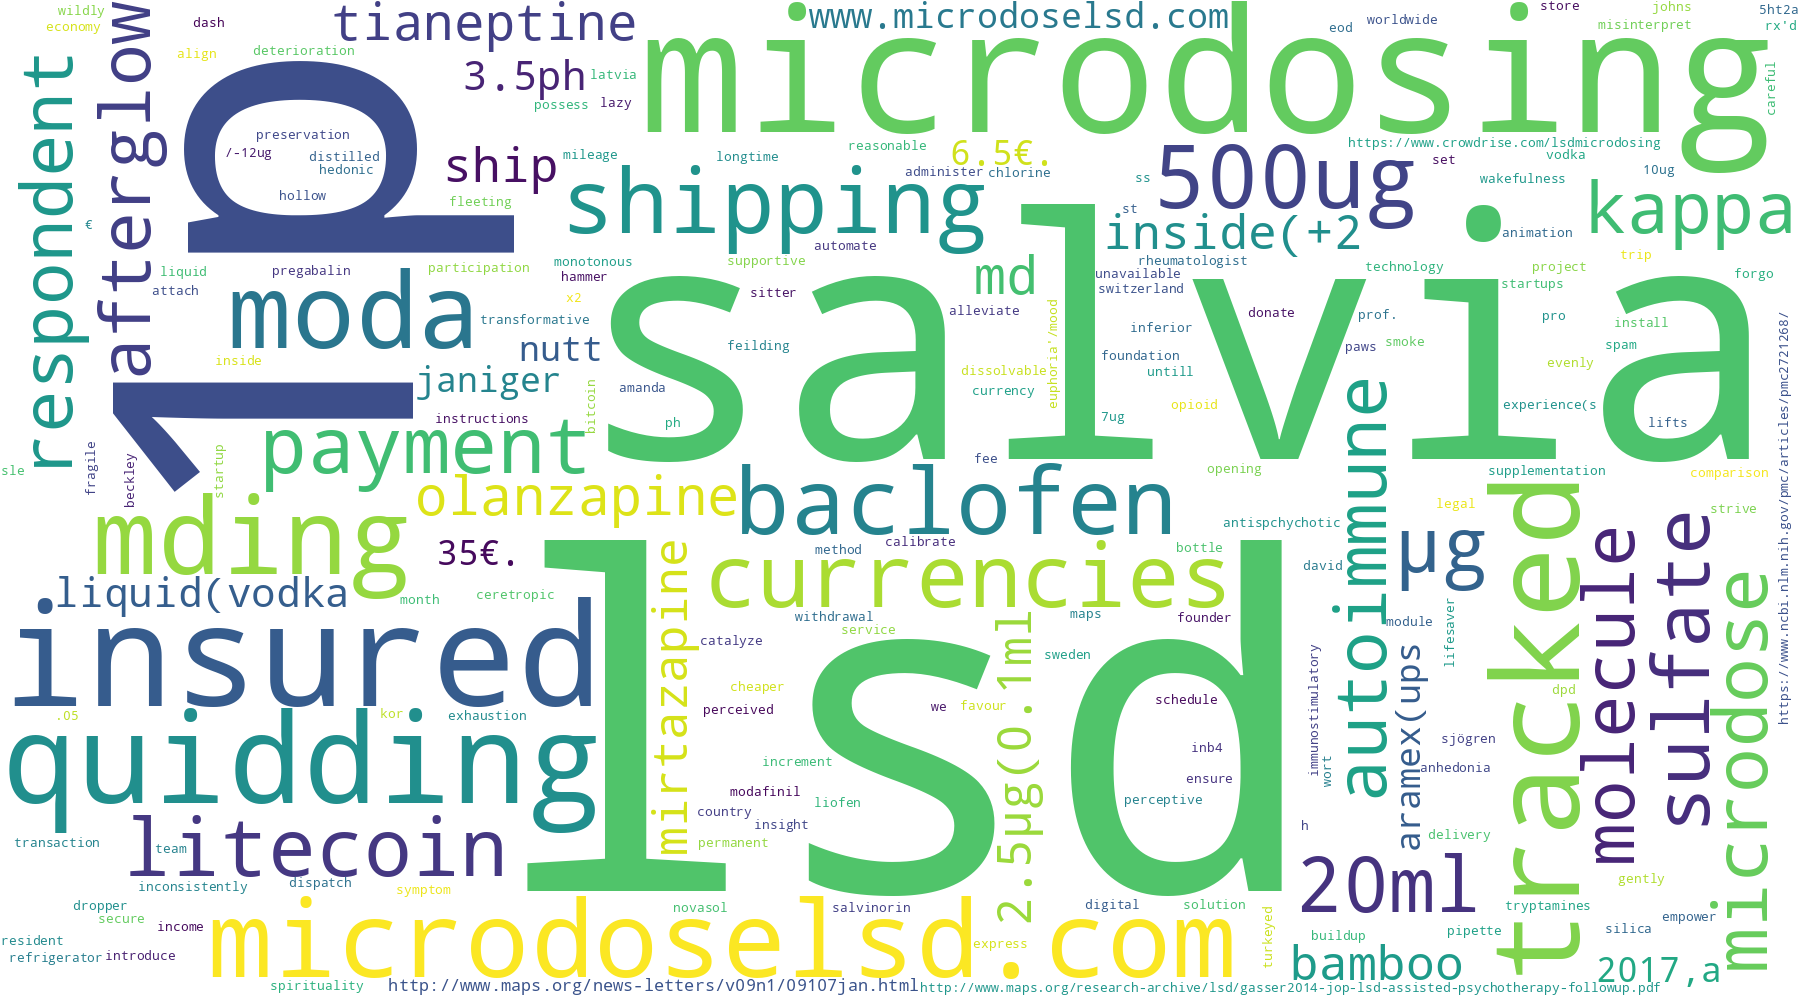 wildly
economy
dash
align
deterioration
tianeptine
www.microdoselsd.com
microdosing
eod
worldwide
store
misinterpret
johns
5ht2a
rx'd
respondent
afterglow
1p
3.5ph
latvia
possess
lazy
careful
preservation
/-12ug
distilled
hedonic
hollow
ship
mileage
longtime
reasonable
6.5€.
administer
chlorine
500ug
https://www.crowdrise.com/lsdmicrodosing
set
vodka
wakefulness
10ug
ss
st
fleeting
shipping
kappa
€
automate
inside(+2
animation
liquid
attach
pregabalin
participation
monotonous
hammer
x2
supportive
sitter
md
rheumatologist
unavailable
switzerland
technology
project
startups
trip
forgo
moda
transformative
salvia
alleviate
inferior
donate
prof.
pro
install
inside
nutt
feilding
euphoria'/mood
foundation
untill
paws
smoke
spam
janiger
amanda
dissolvable
currency
opioid
evenly
instructions
bitcoin
ph
7ug
experience(s
lifts
payment
https://www.ncbi.nlm.nih.gov/pmc/articles/pmc2721268/
sle
fragile
beckley
startup
fee
opening
autoimmune
supplementation
comparison
olanzapine
baclofen
legal
strive
mding
antispchychotic
tracked
35€.
method
calibrate
bottle
µg
molecule
sulfate
microdose
liquid(vodka
month
ceretropic
mirtazapine
currencies
david
insured
withdrawal
maps
founder
module
lifesaver
catalyze
service
2.5µg(0.1ml
sweden
immunostimulatory
aramex(ups
.05
kor
exhaustion
cheaper
perceived
we
favour
schedule
dpd
quidding
lsd
inb4
sjögren
increment
ensure
wort
anhedonia
modafinil
country
liofen
perceptive
insight
h
transaction
team
litecoin
permanent
delivery
inconsistently
dispatch
symptom
20ml
gently
dropper
secure
income
novasol
salvinorin
digital
solution
tryptamines
empower
resident
refrigerator
introduce
microdoselsd.com
express
turkeyed
buildup
pipette
silica
bamboo
2017,a
spirituality
http://www.maps.org/news-letters/v09n1/09107jan.html
http://www.maps.org/research-archive/lsd/gasser2014-jop-lsd-assisted-psychotherapy-followup.pdf